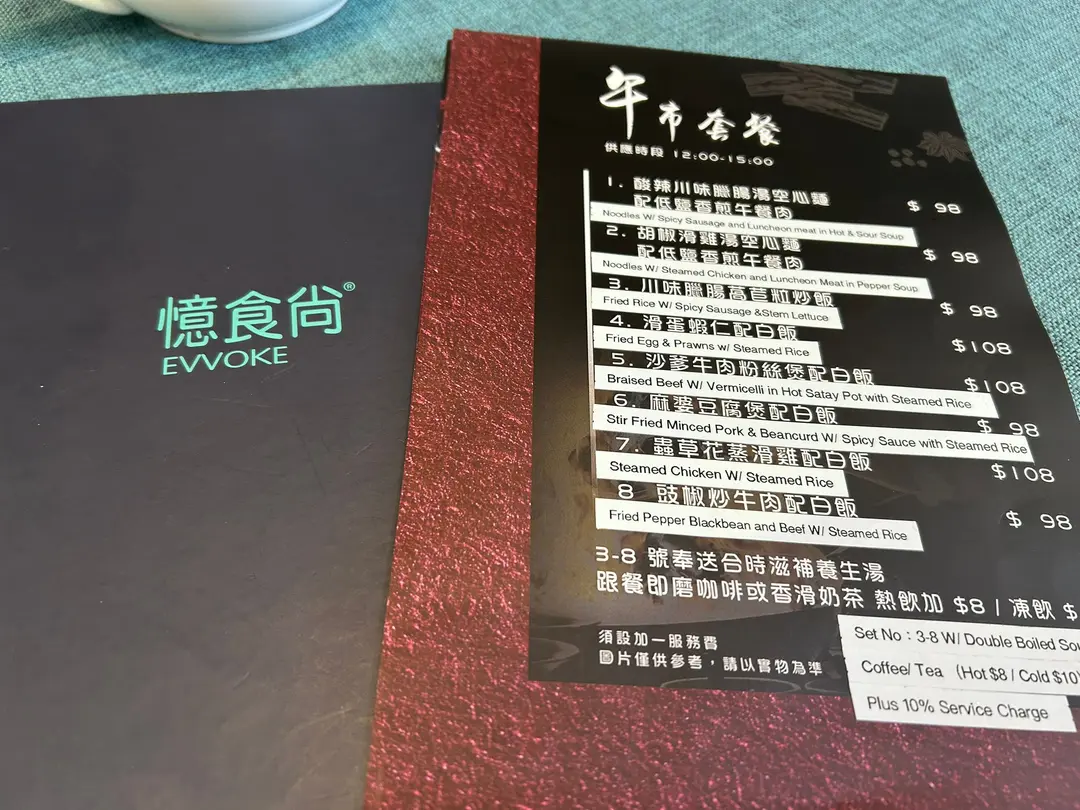 憶食尚®
EVVOKE
午市套餐
供應時段 12:00-15:00
1. 酸辣川味臘腸湯空心麵
配低鹽香煎午餐肉 $ 98
Noodles W/ Spicy Sausage and Luncheon meat in Hot & Sour Soup
2. 胡椒滑雞湯空心麵
配低鹽香煎午餐肉 $ 98
Noodles W/ Steamed Chicken and Luncheon Meat in Pepper Soup
3. 川味臘腸萵苣粒炒飯 $ 98
Fried Rice W/ Spicy Sausage &Stem Lettuce
4. 滑蛋蝦仁配白飯 $108
Fried Egg & Prawns w/ Steamed Rice
5. 沙爹牛肉粉絲煲配白飯 $108
Braised Beef W/ Vermicelli in Hot Satay Pot with Steamed Rice
6. 麻婆豆腐煲配白飯 $ 98
Stir Fried Minced Pork & Beancurd W/ Spicy Sauce with Steamed Rice
7. 蟲草花蒸滑雞配白飯 $108
Steamed Chicken W/ Steamed Rice
8 豉椒炒牛肉配白飯 $ 98
Fried Pepper Blackbean and Beef W/ Steamed Rice
3-8 號奉送合時滋補養生湯
跟餐即磨咖啡或香滑奶茶 熱飲加 $8 / 凍飲 $
須設加一服務費
圖片僅供參考，請以實物為準
Set No : 3-8 W/ Double Boiled
Coffee/ Tea (Hot $8 / Cold $10)
Plus 10% Service Charge